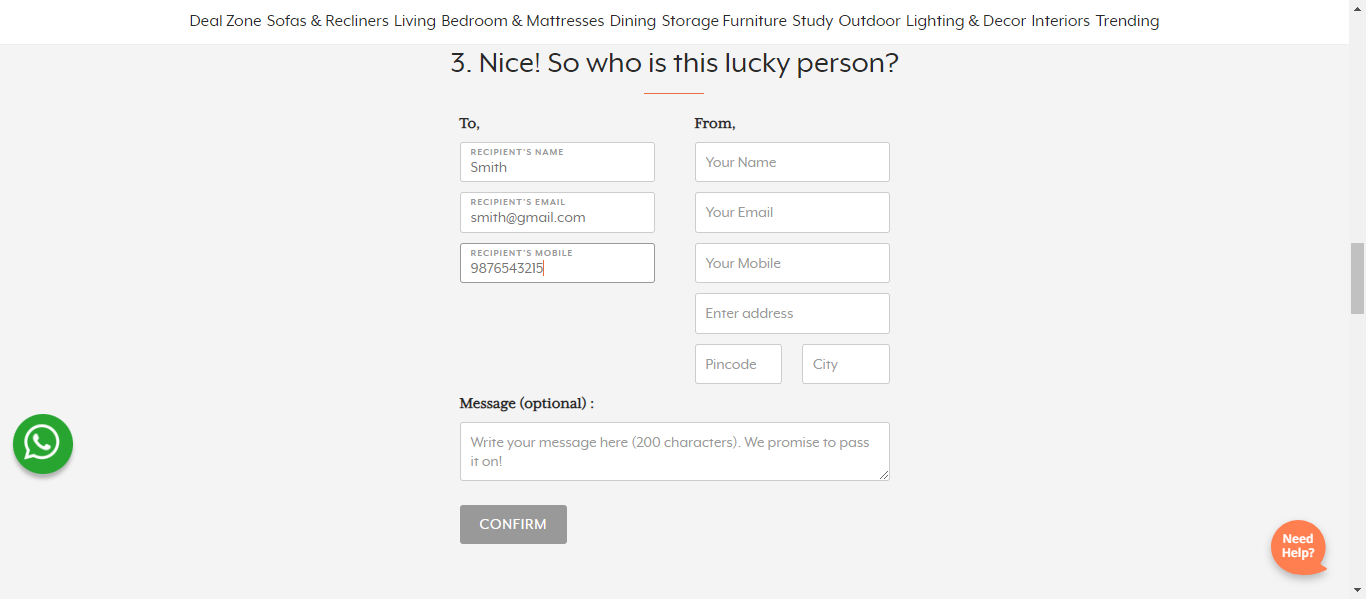 Deal Zone Sofas & Recliners Living Bedroom & Mattresses Dining Storage Furniture Study Outdoor Lighting & Decor Interiors Trending
3. Nice! So who is this lucky person?
To,
RECIPIENT'S NAME
Smith
RECIPIENT'S EMAIL
smith@gmail.com
RECIPIENT'S MOBILE
9876543215
From,
Your Name
Your Email
Your Mobile
Enter address
Pincode City
Message (optional) :
Write your message here (200 characters). We promise to pass
it on!
CONFIRM
Need
Help?